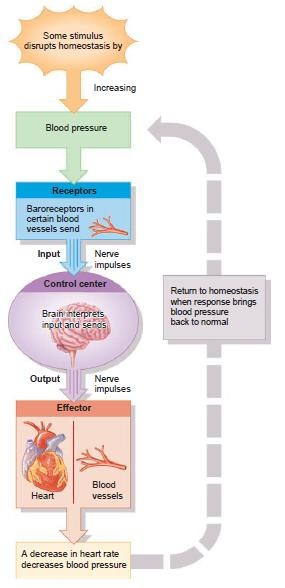 Some stimulus
disrupts homeostasis by
Increasing
Blood pressure
Receptors
Baroreceptors in
certain blood
vessels send
Input
Nerve
impulses
Control center
Brain interprets
input and sends
Output
Nerve
impulses
Effector
Heart
Blood
vessels
A decrease in heart rate
decreases blood pressure
Return to homeostasis
when response brings
blood pressure
back to normal